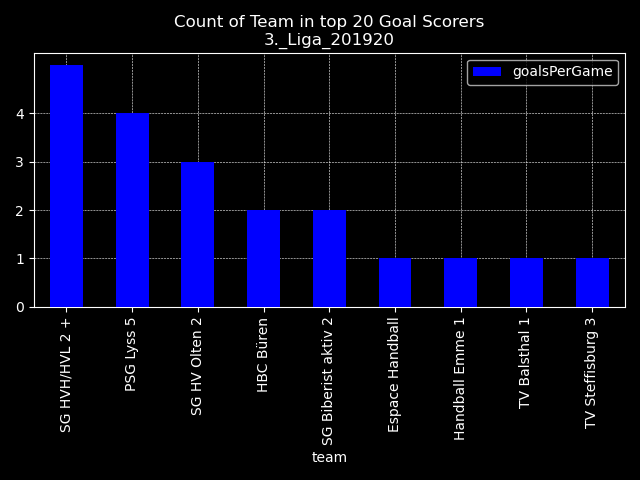 Count of Team in top 20 Goal Scorers
3._Liga_201920
goalsPerGame
4
3
2
1
0
SG HVH/HVL 2 +
PSG Lyss 5
SG HV Olten 2
HBC Büren
SG Biberist aktiv 2
Espace Handball
Handball Emme 1
TV Balsthal 1
TV Steffisburg 3
team